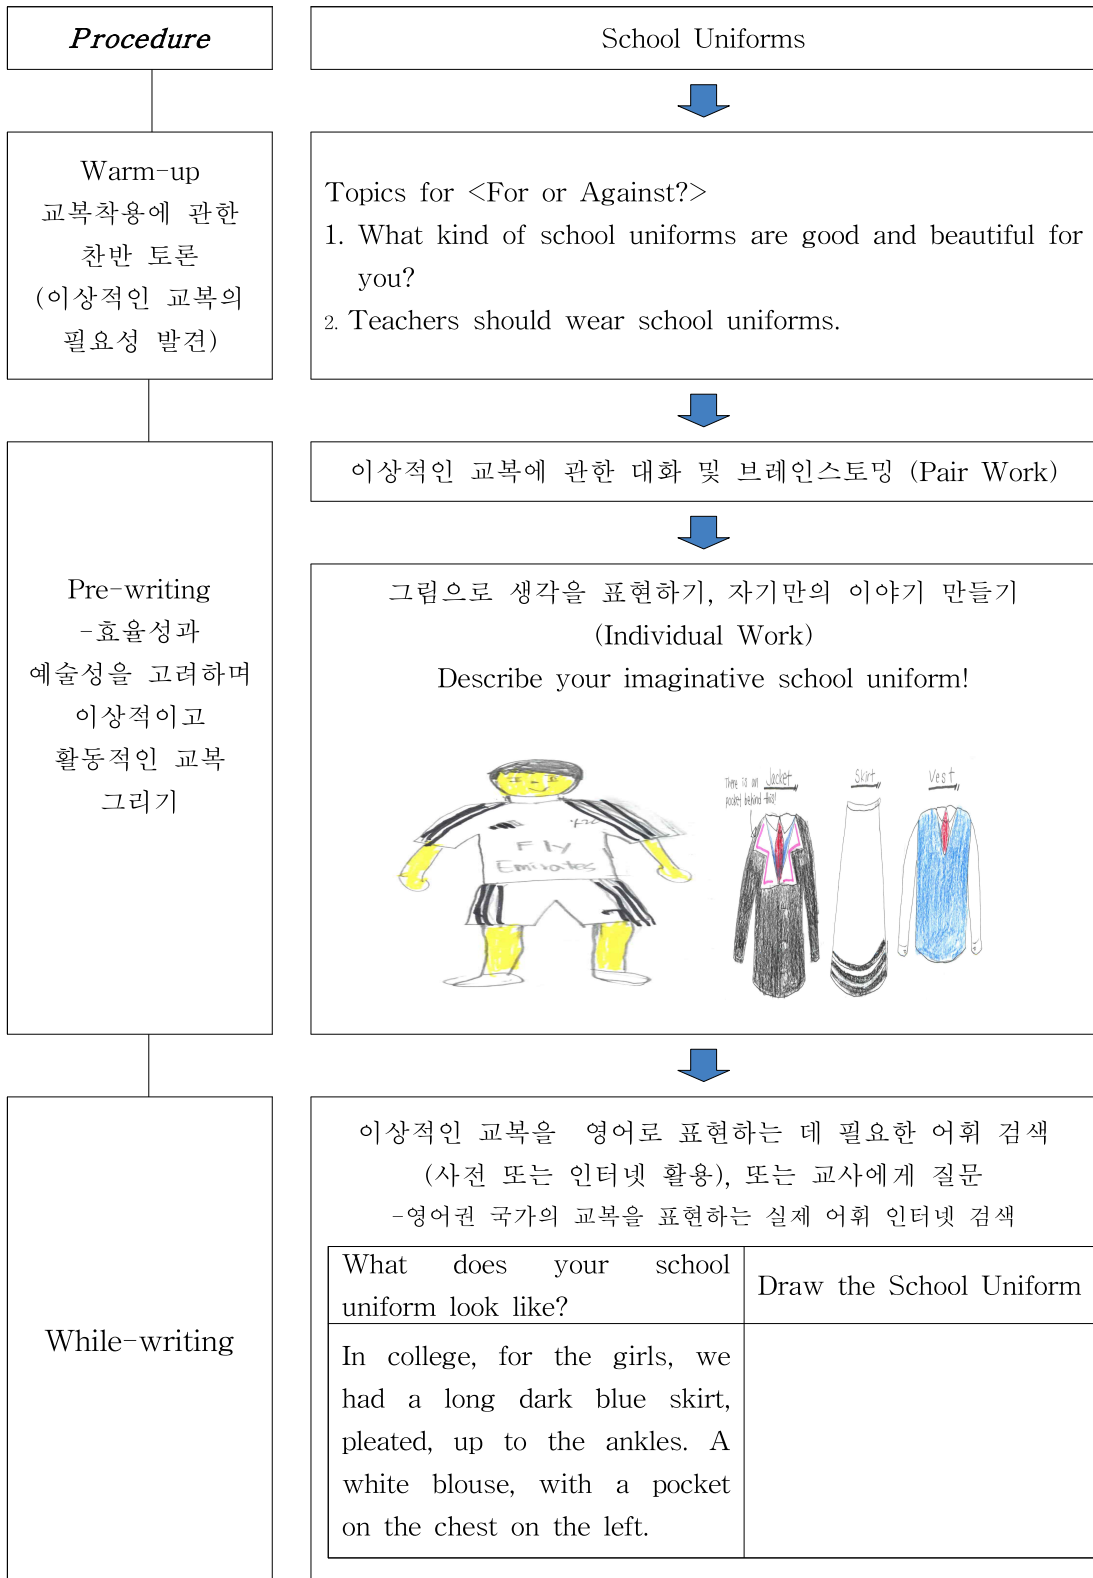 Procedure
School Uniforms
Warm-up
교복착용에 관한
찬반 토론
(이상적인 교복의
필요성 발견)
Topics for <For or Against?>
1. What kind of school uniforms are good and beautiful for
you?
2. Teachers should wear school uniforms.
Pre-writing
-효율성과
예술성을 고려하며
이상적이고
활동적인 교복
그리기
이상적인 교복에 관한 대화 및 브레인스토밍 (Pair Work)
그림으로 생각을 표현하기, 자기만의 이야기 만들기
(Individual Work)
Describe your imaginative school uniform!
Fly
Emirates
There is an
pocket behind this!
Jacket
Skirt
Vest
While-writing
이상적인 교복을 영어로 표현하는 데 필요한 어휘 검색
(사전 또는 인터넷 활용), 또는 교사에게 질문
-영어권 국가의 교복을 표현하는 실제 어휘 인터넷 검색
What does your school
uniform look like?
Draw the School Uniform
In college, for the girls, we
had a long dark blue skirt,
pleated, up to the ankles. A
white blouse, with a pocket
on the chest on the left.